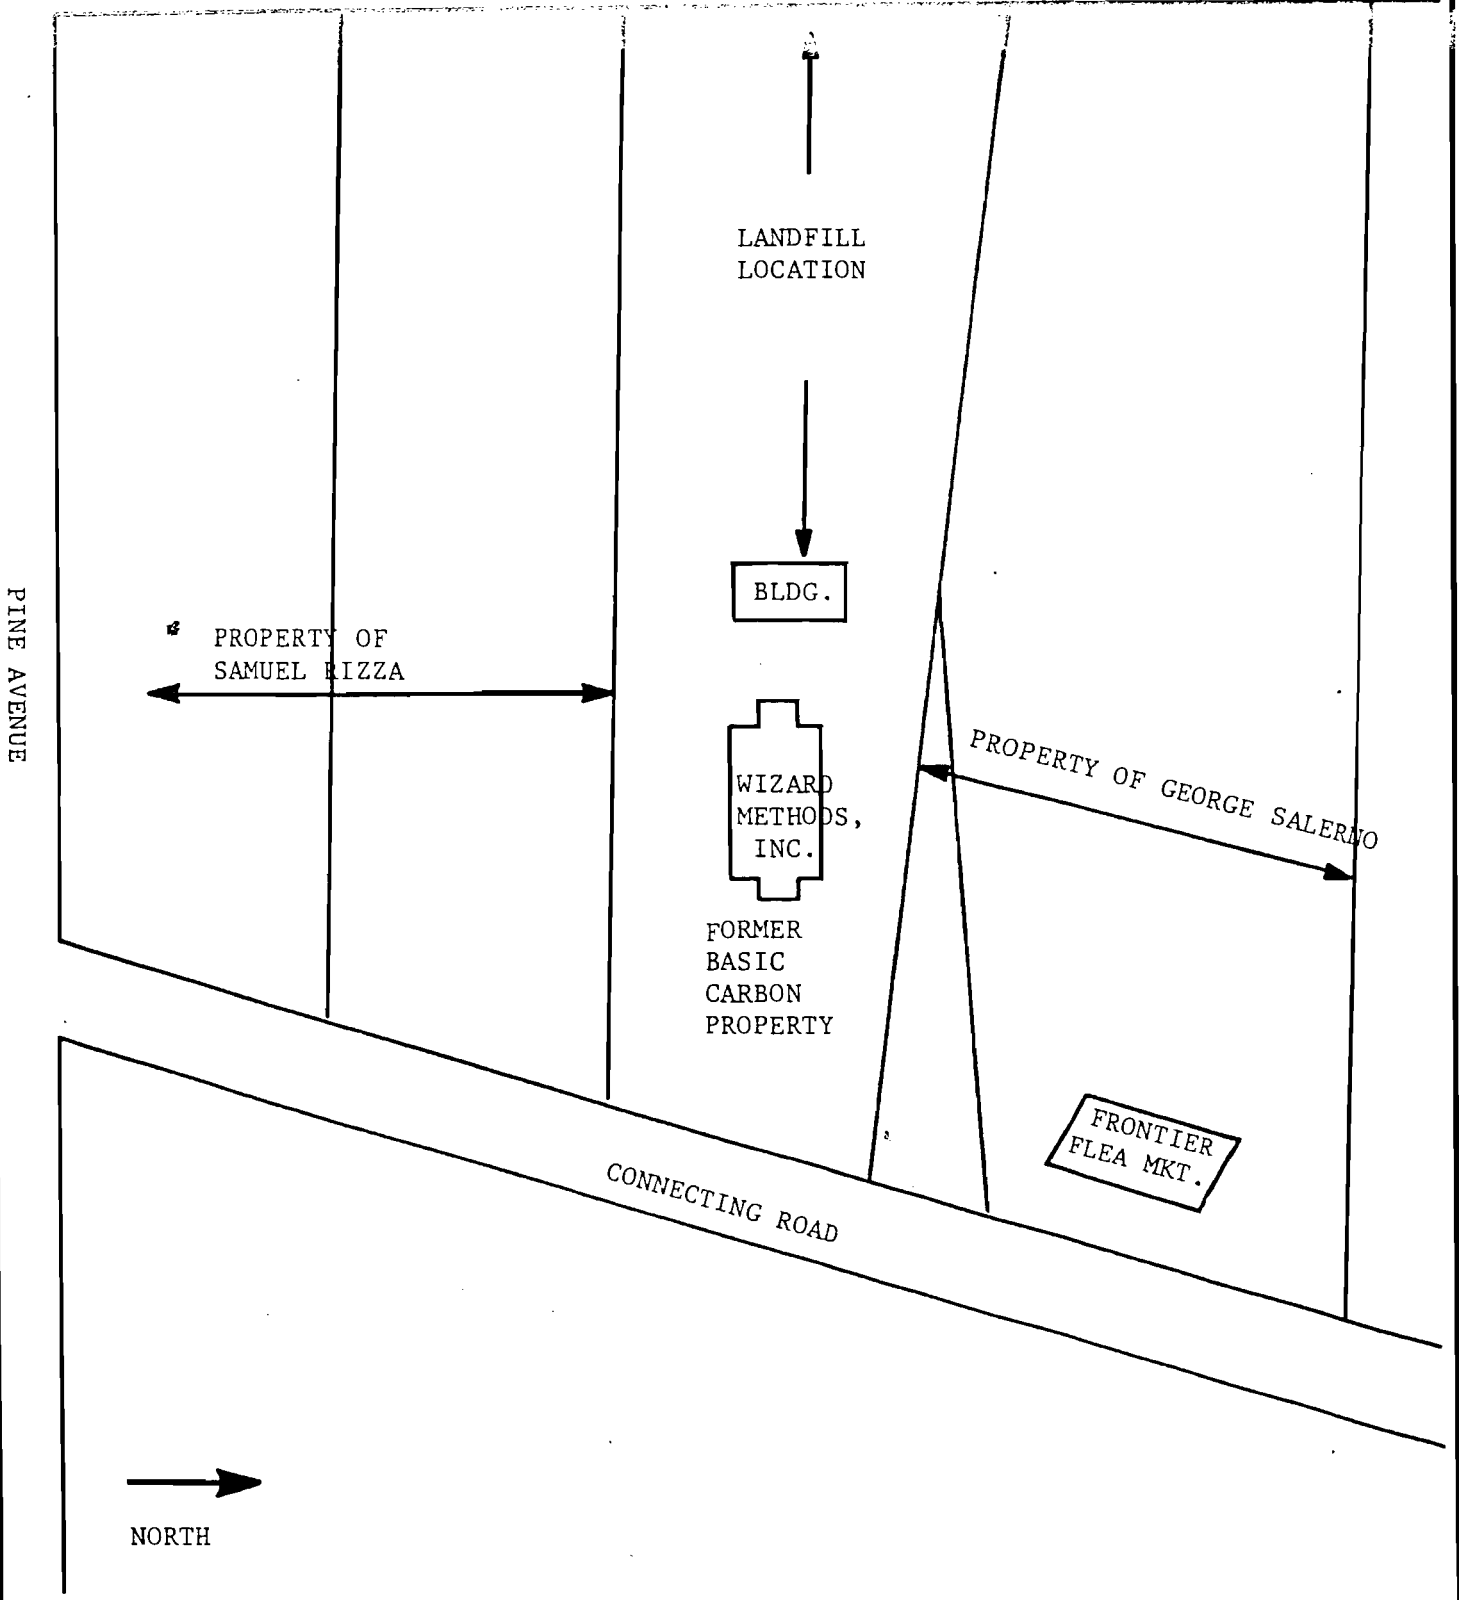 LANDFILL
LOCATION
BLDG.
PINE AVENUE
PROPERTY OF
SAMUEL RIZZA
PROPERTY OF GEORGE SALERNO
WIZARD
METHODS,
INC.
FORMER
BASIC
CARBON
PROPERTY
FRONTIER
FLEA MKT.
CONNECTING ROAD
NORTH